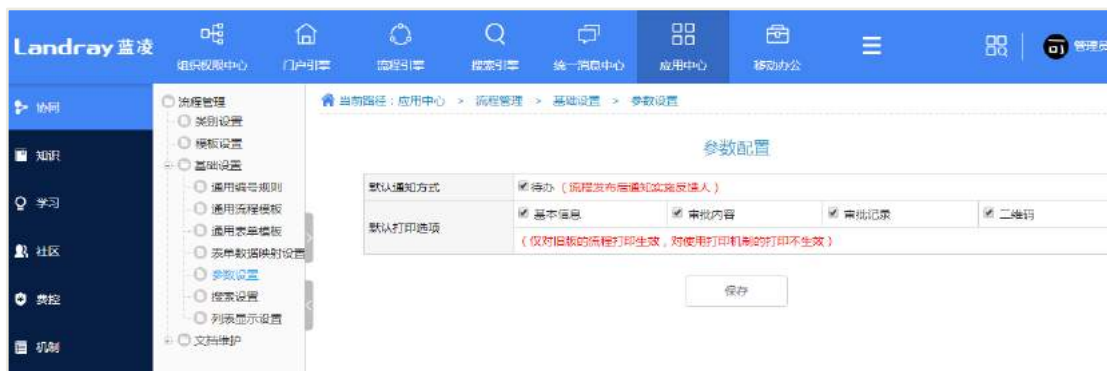 Landray 蓝凌
组织权限中心 门户引擎 流程引擎 搜索引擎 统一消息中心 应用中心 移动办公
管理员
协同
知识
学习
社区
费控
机制
流程管理
类别设置
模板设置
基础设置
通用编号规则
通用流程模板
通用表单模板
表单数据映射设置
参数设置
搜索设置
列表显示设置
文档维护
当前路径：应用中心 > 流程管理 > 基础设置 > 参数设置
参数配置
默认通知方式 待办 （流程发布后通知实施反馈人）
默认打印选项 基本信息 审批内容 审批记录 二维码
（仅对旧版的流程打印生效，对使用打印机制的打印不生效）
保存